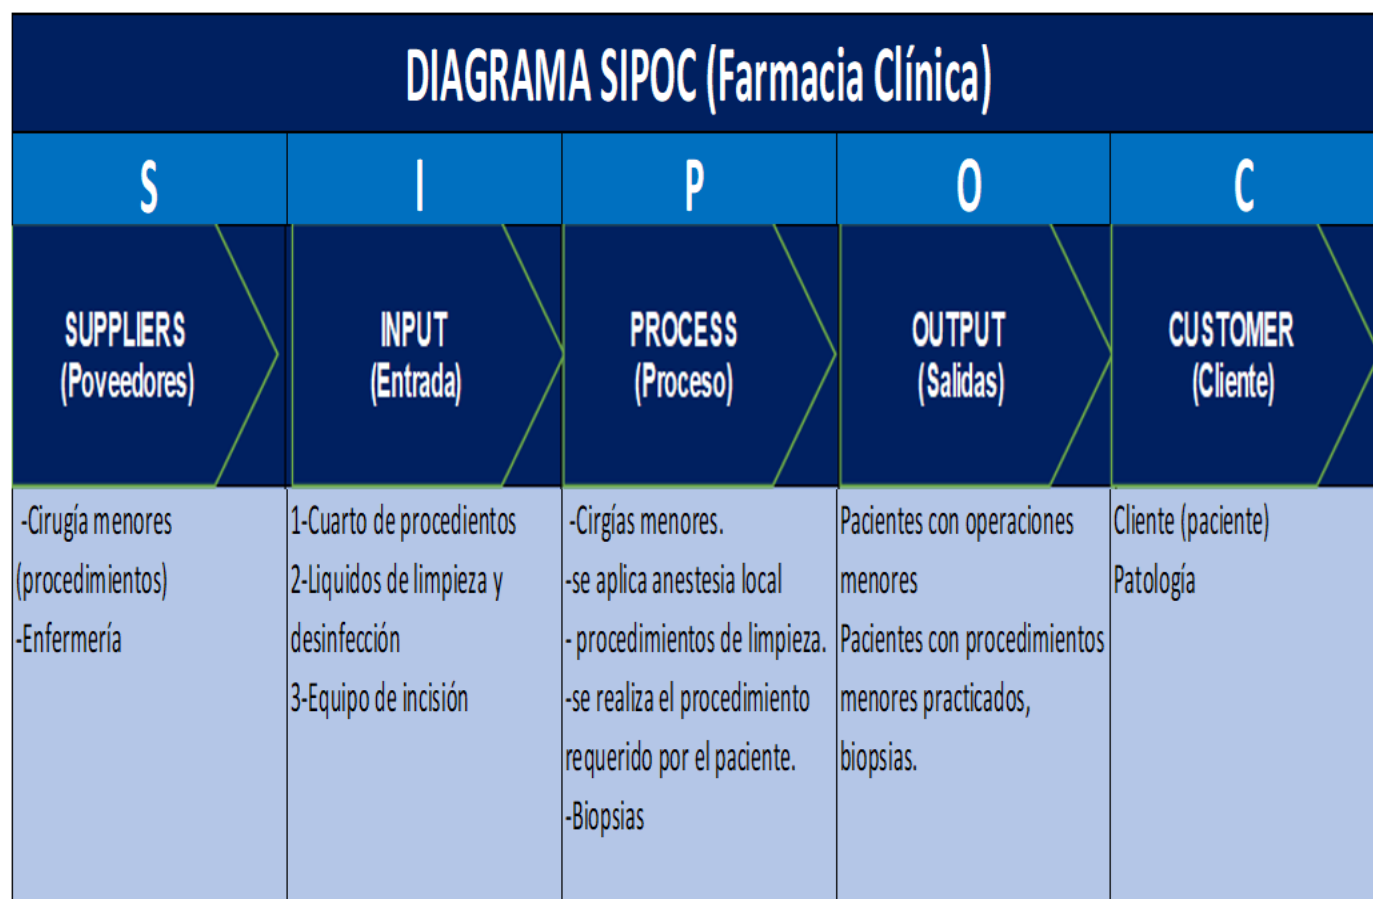 DIAGRAMA SIPOC (Farmacia Clínica)
S
I
P
O
C
SUPPLIERS
(Poveedores)
INPUT
(Entrada)
PROCESS
(Proceso)
OUTPUT
(Salidas)
CUSTOMER
(Cliente)
-Cirugía menores
(procedimientos)
-Enfermería
1-Cuarto de procedientos
2-Liquidos de limpieza y
desinfección
3-Equipo de incisión
-Cirgías menores.
-se aplica anestesia local
- procedimientos de limpieza.
-se realiza el procedimiento
requerido por el paciente.
-Biopsias
Pacientes con operaciones
menores
Pacientes con procedimientos
menores practicados,
biopsias.
Cliente (paciente)
Patología